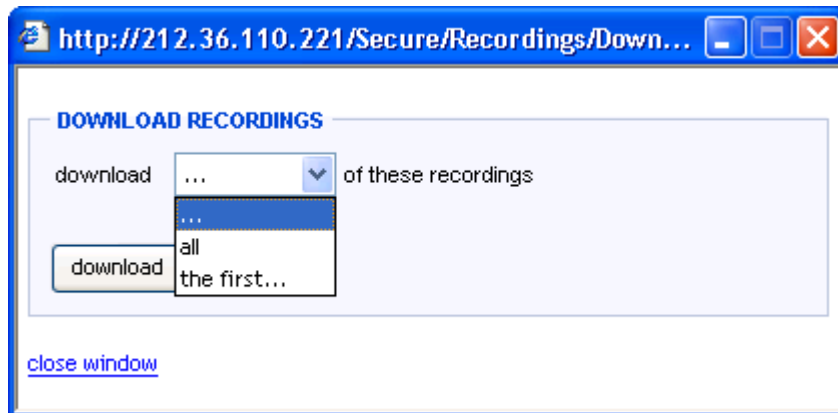 http://212.36.110.221/Secure/Recordings/Down...
DOWNLOAD RECORDINGS
download ... of these recordings
...
all
the first...
download
close window